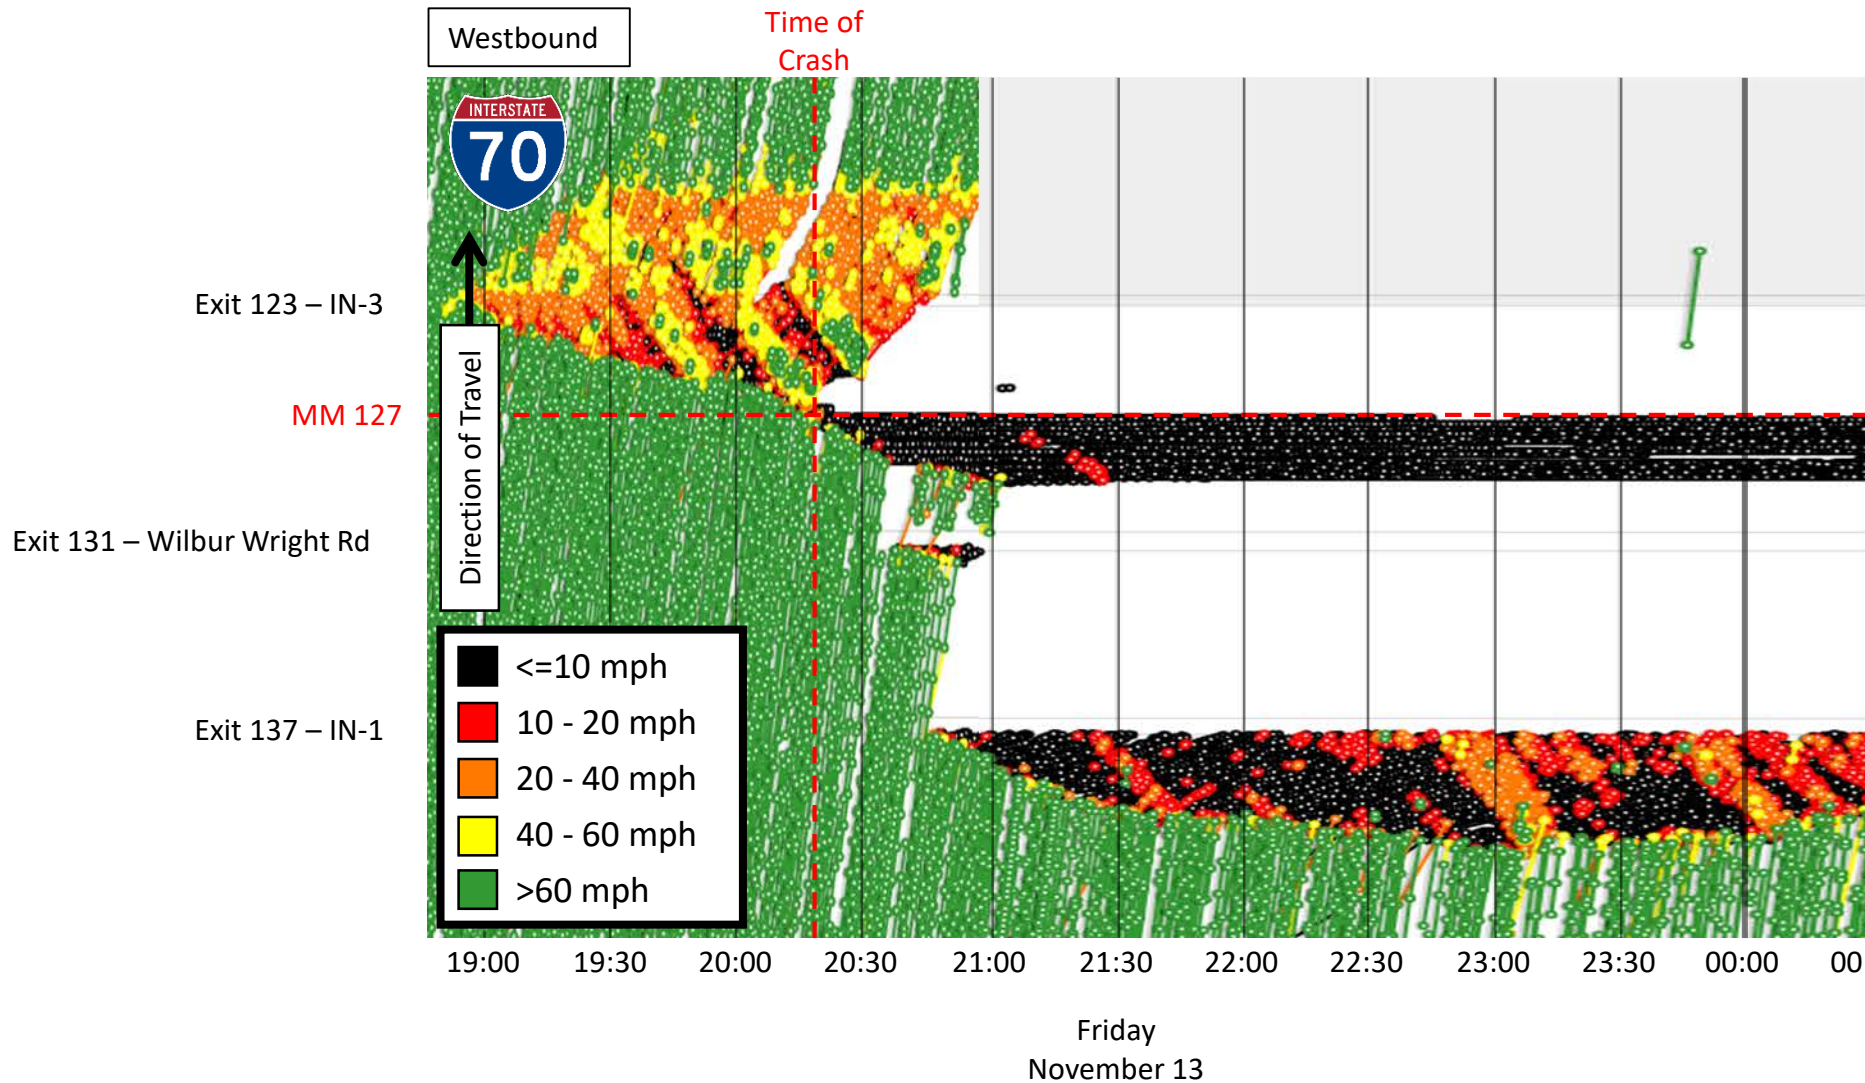 Westbound
Time of
Crash
INTERSTATE
70
Exit 123 – IN-3
Direction of Travel
MM 127
Exit 131 – Wilbur Wright Rd
Exit 137 – IN-1
<=10 mph
10 - 20 mph
20 - 40 mph
40 - 60 mph
>60 mph
19:00 19:30 20:00 20:30 21:00 21:30 22:00 22:30 23:00 23:30 00:00 00
Friday
November 13